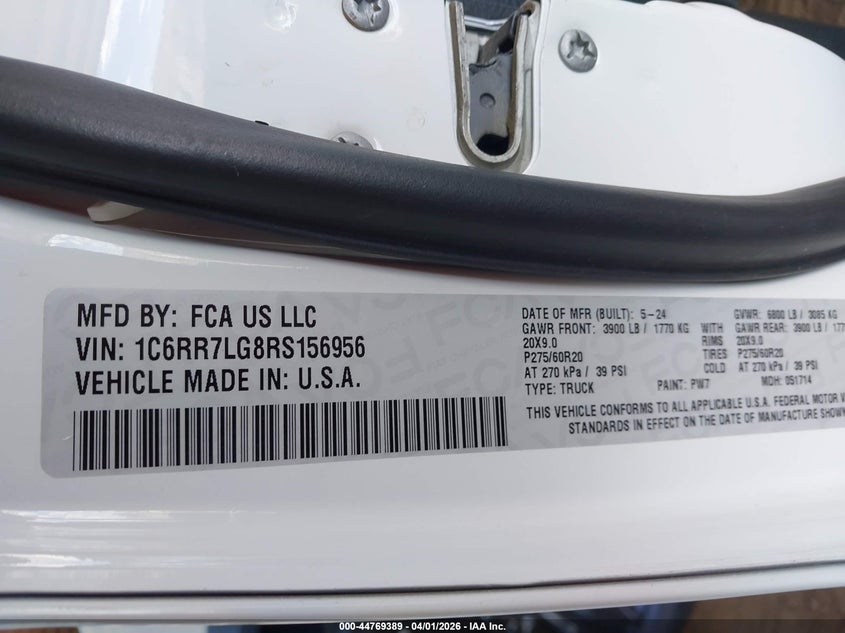 MFD BY: FCA US LLC
VIN: 1C6RR7LG8RS156956
VEHICLE MADE IN: U.S.A.
DATE OF MFR (BUILT): 5-24 GVWR: 6800 LB / 3085 KG
GAWR FRONT: 3900 LB / 1770 KG WITH GAWR REAR: 3900 LB / 177
20X9.0 RIMS 20X9.0
P275/60R20 TIRES P275/60R20
AT 270 kPa / 39 PSI COLD AT 270 kPa / 39 PSI
TYPE: TRUCK PAINT: PW7 MDH: 051714
THIS VEHICLE CONFORMS TO ALL APPLICABLE U.S.A. FEDERAL MOTOR V
STANDARDS IN EFFECT ON THE DATE OF MANUFACTURE SHOW
000-44769389 - 04/01/2026 - IAA Inc.